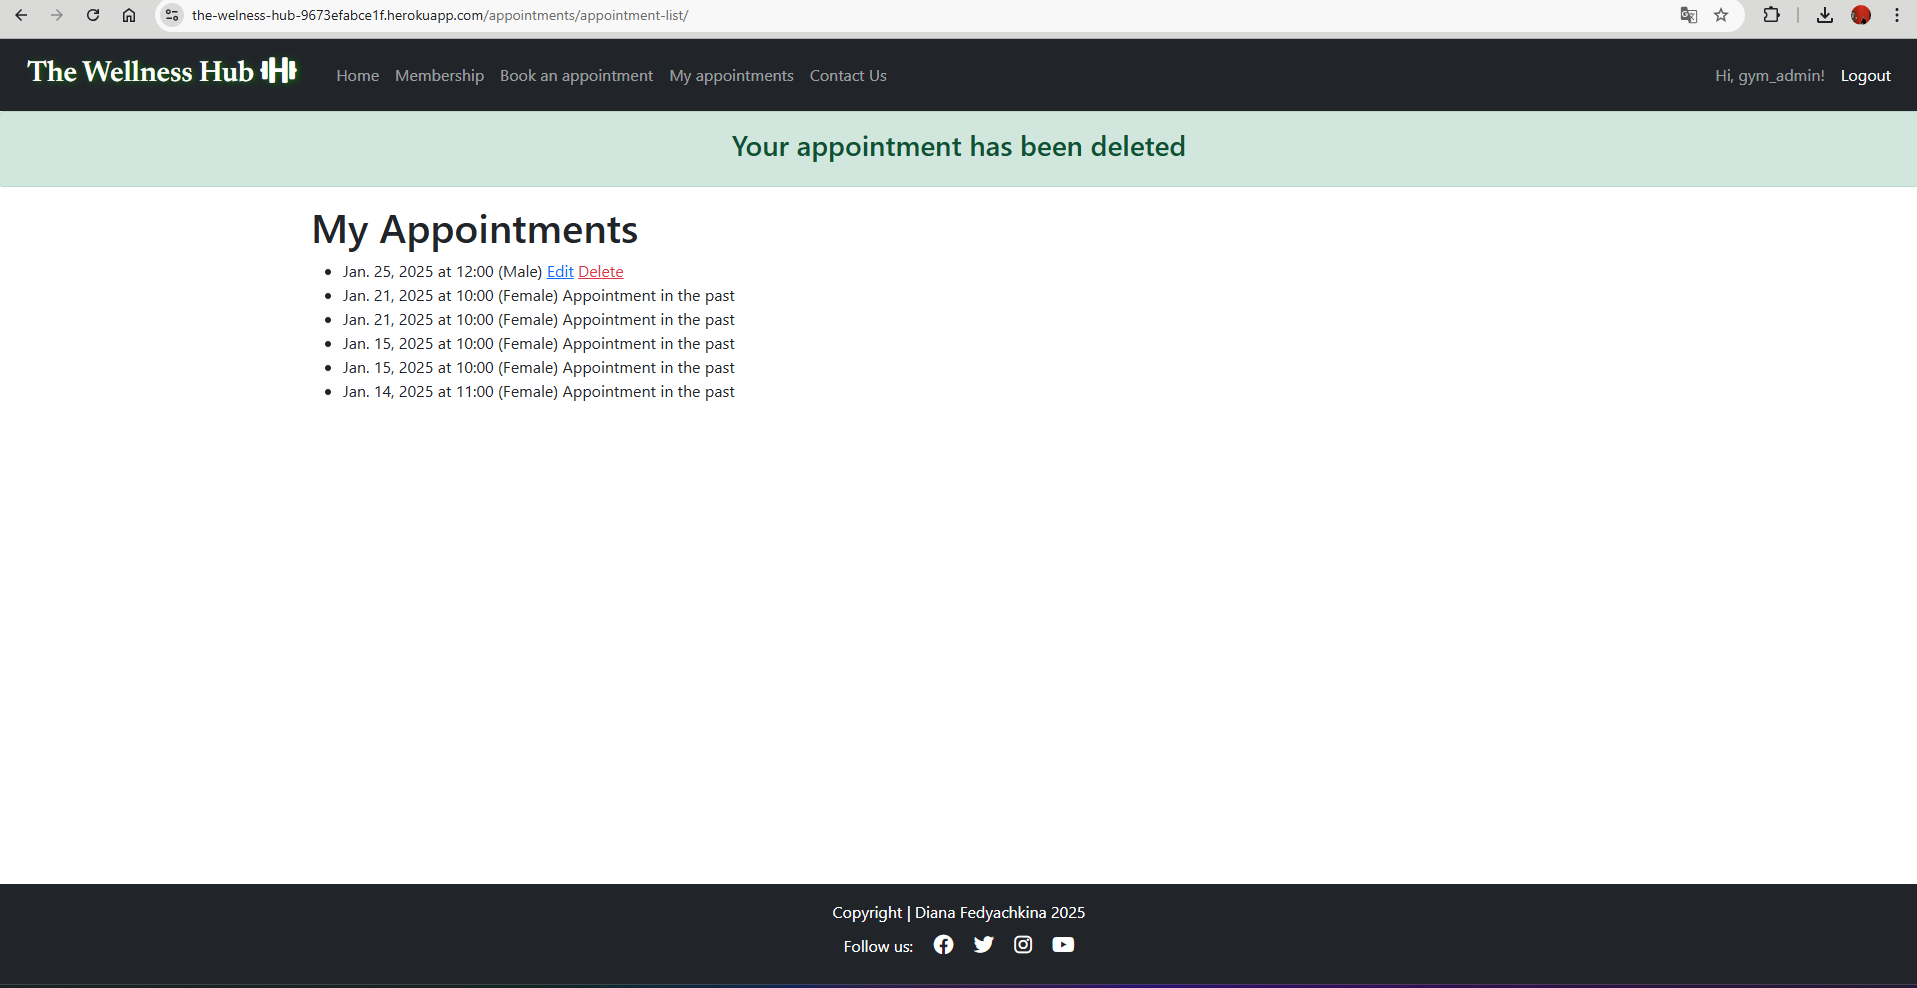 the-welness-hub-9673efabce1f.herokuapp.com/appointments/appointment-list/
The Wellness Hub Home Membership Book an appointment My appointments Contact Us Hi, gym_admin! Logout
Your appointment has been deleted
My Appointments
Jan. 25, 2025 at 12:00 (Male) Edit Delete
Jan. 21, 2025 at 10:00 (Female) Appointment in the past
Jan. 21, 2025 at 10:00 (Female) Appointment in the past
Jan. 15, 2025 at 10:00 (Female) Appointment in the past
Jan. 15, 2025 at 10:00 (Female) Appointment in the past
Jan. 14, 2025 at 11:00 (Female) Appointment in the past
Copyright | Diana Fedyachkina 2025
Follow us: